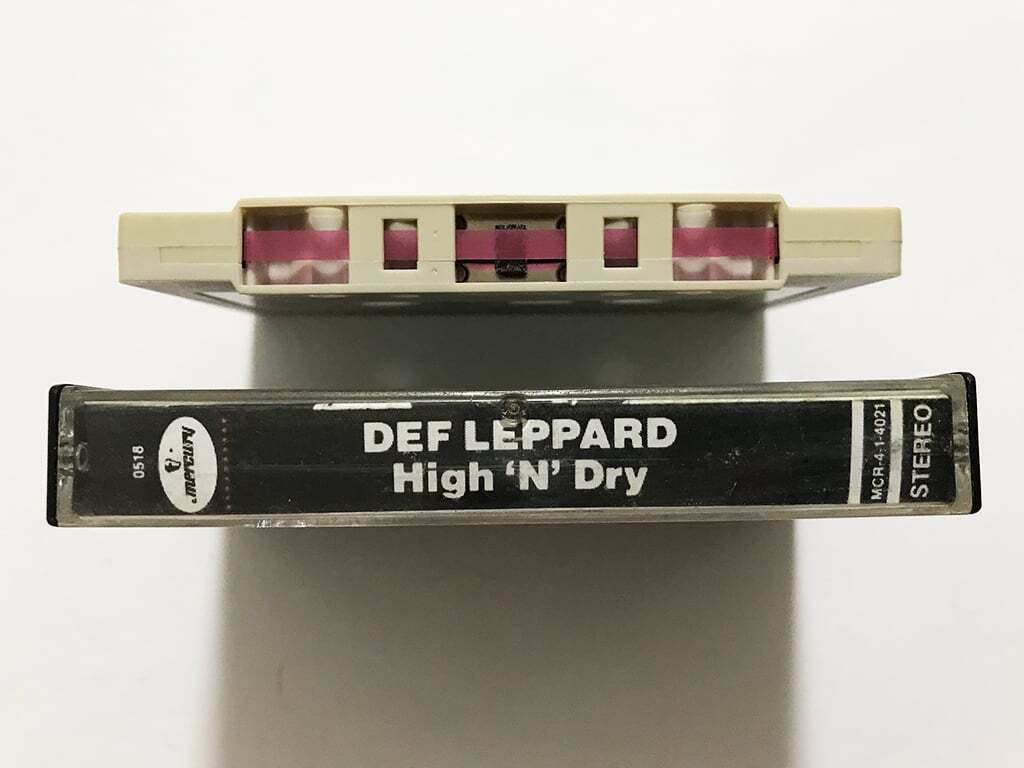 0518
mercury
DEF LEPPARD
High ‘N’ Dry
MCR-4-1-4021
STEREO